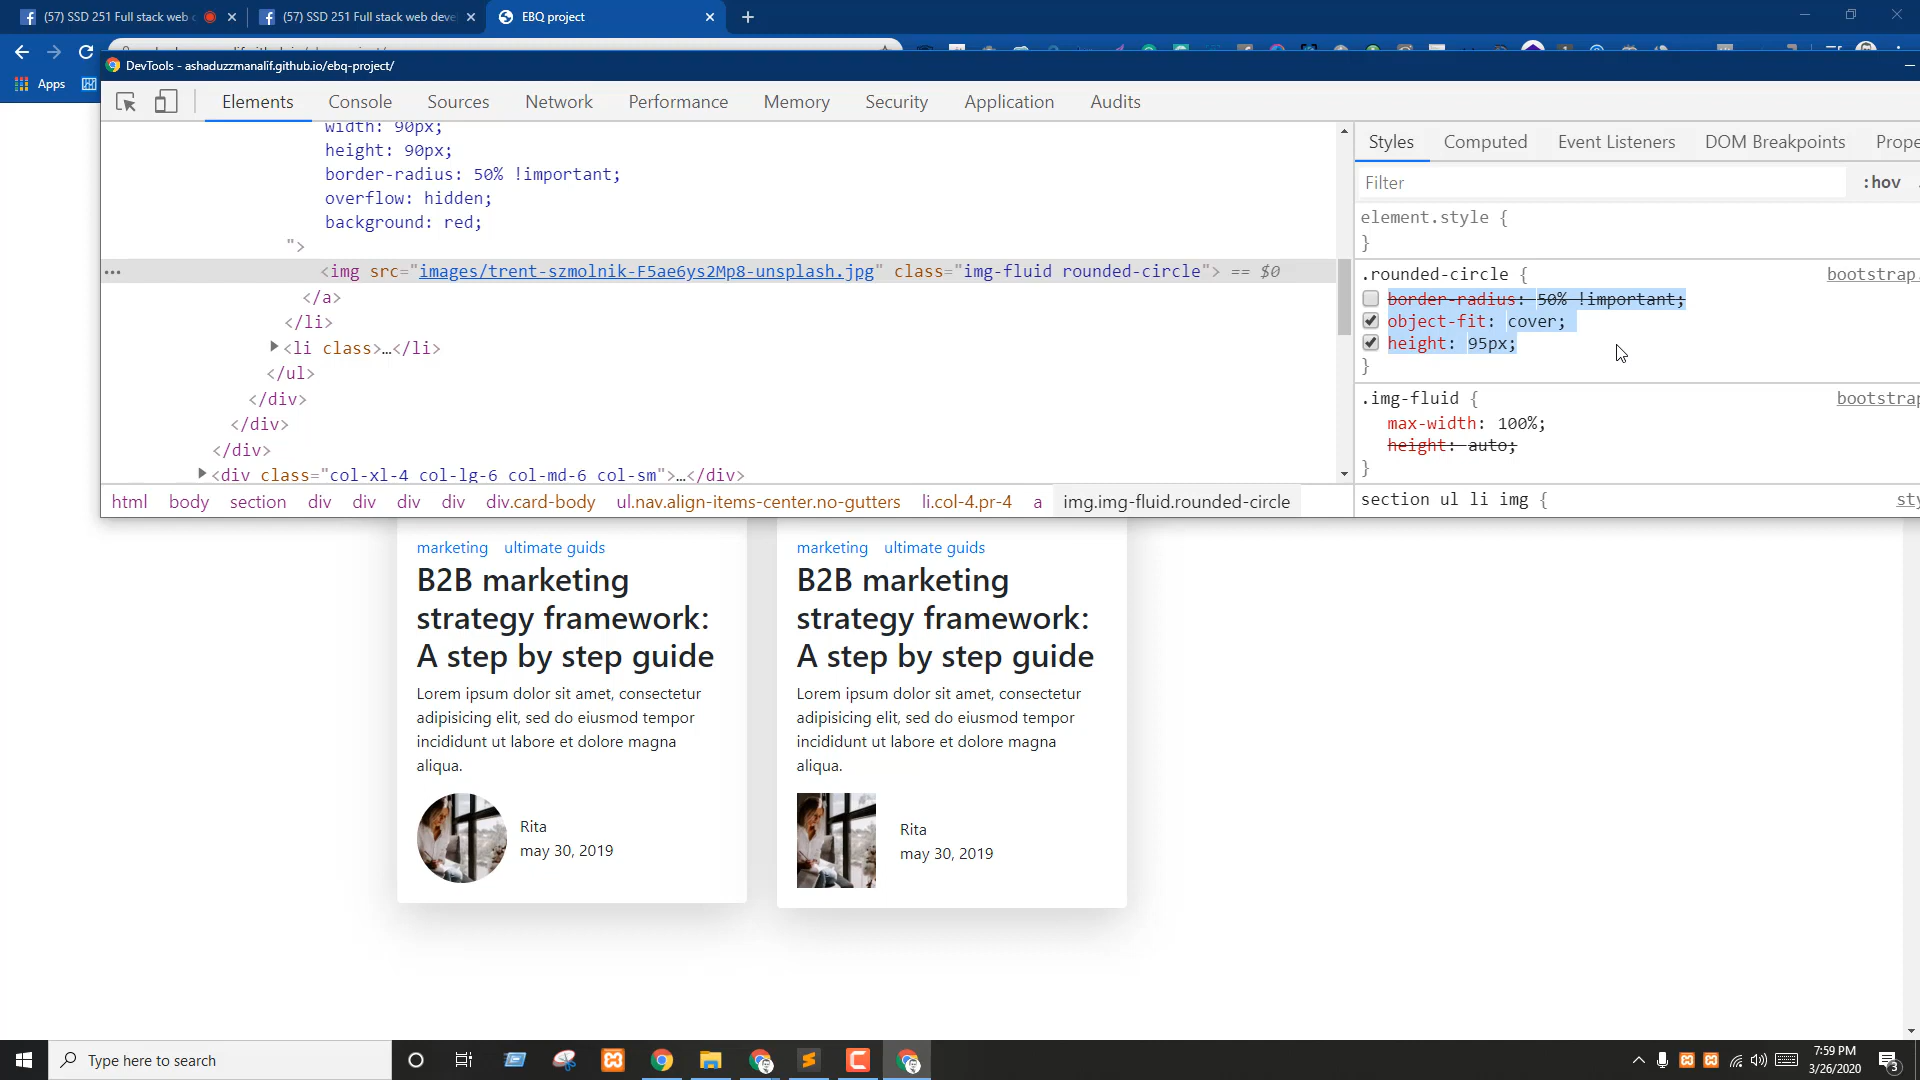 (57) SSD 251 Full stack web
(57) SSD 251 Full stack web deve
EBQ project
Apps
DevTools - ashaduzzmanalif.github.io/ebq-project/
Elements
Console
Sources
Network
Performance
Memory
Security
Application
Audits
width: 90px;
height: 90px;
border-radius: 50% !important;
overflow: hidden;
background: red;
">
<img src="images/trent-szmolnik-F5ae6ys2Mp8-unsplash.jpg" class="img-fluid rounded-circle"> == $0
</a>
</li>
<li class>…</li>
</ul>
</div>
</div>
</div>
<div class="col-xl-4 col-lg-6 col-md-6 col-sm">…</div>
html body section div div div div div.card-body ul.nav.align-items-center.no-gutters li.col-4.pr-4 a img.img-fluid.rounded-circle
Styles
Computed
Event Listeners
DOM Breakpoints
Prope
Filter
:hov
element.style {
}
.rounded-circle {
bootstrap.
border-radius: 50% !important;
object-fit: cover;
height: 95px;
}
.img-fluid {
bootstrap
max-width: 100%;
height: auto;
}
section ul li img {
sty
marketing ultimate guids
B2B marketing
strategy framework:
A step by step guide
Lorem ipsum dolor sit amet, consectetur
adipisicing elit, sed do eiusmod tempor
incididunt ut labore et dolore magna
aliqua.
Rita
may 30, 2019
marketing ultimate guids
B2B marketing
strategy framework:
A step by step guide
Lorem ipsum dolor sit amet, consectetur
adipisicing elit, sed do eiusmod tempor
incididunt ut labore et dolore magna
aliqua.
Rita
may 30, 2019
Type here to search
7:59 PM
3/26/2020
3